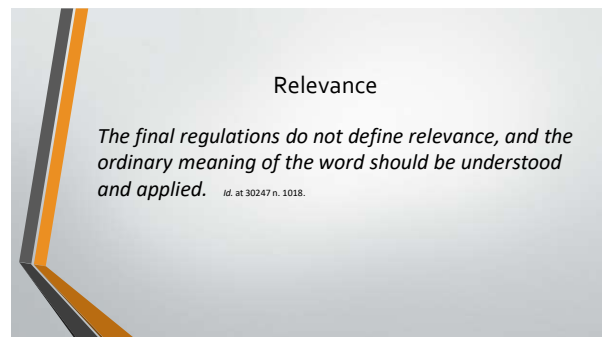 Relevance
The final regulations do not define relevance, and the
ordinary meaning of the word should be understood
and applied. Id. at 30247 n. 1018.